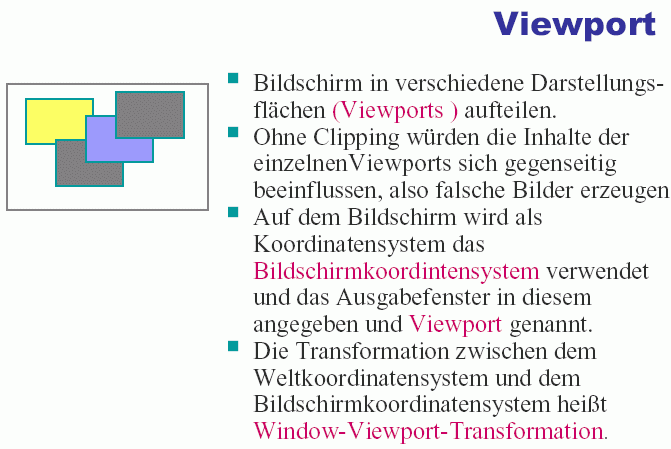 Viewport
Bildschirm in verschiedene Darstellungs-
flächen (Viewports ) aufteilen.
Ohne Clipping würden die Inhalte der
einzelnenViewports sich gegenseitig
beeinflussen, also falsche Bilder erzeugen
Auf dem Bildschirm wird als
Koordinatensystem das
Bildschirmkoordintensystem verwendet
und das Ausgabefenster in diesem
angegeben und Viewport genannt.
Die Transformation zwischen dem
Weltkoordinatensystem und dem
Bildschirmkoordinatensystem heißt
Window-Viewport-Transformation.